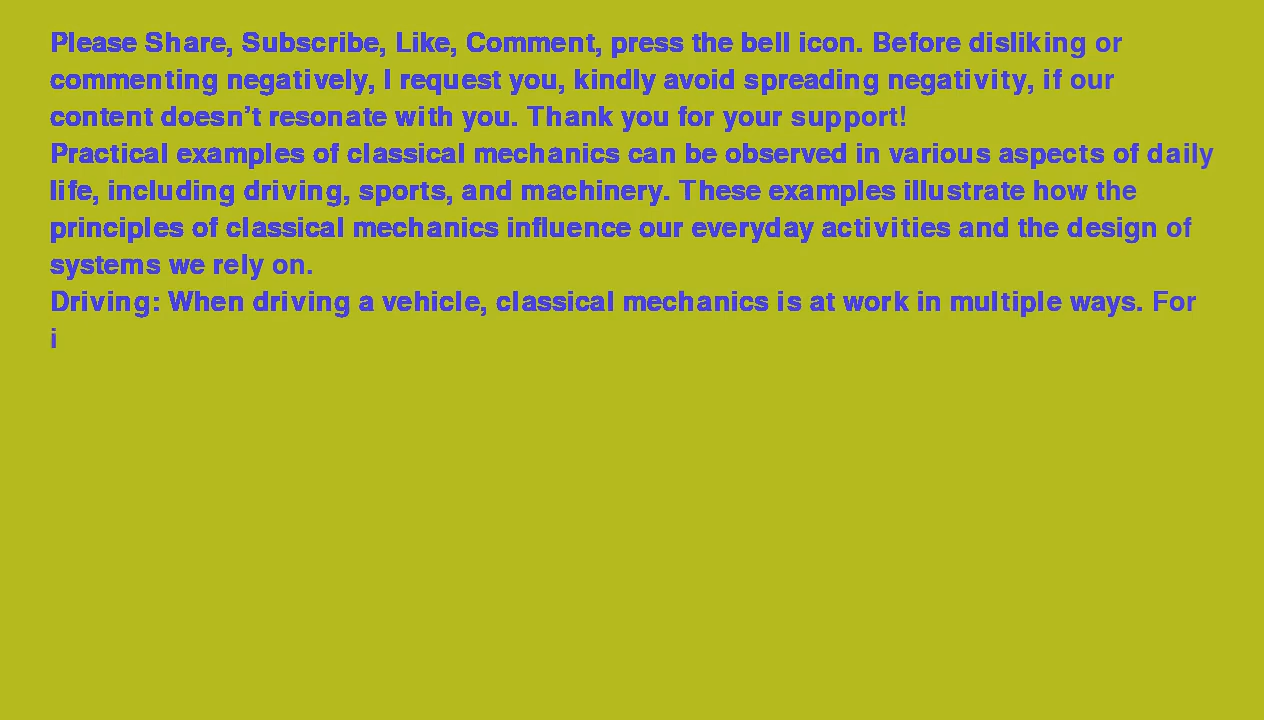 Please Share, Subscribe, Like, Comment, press the bell icon. Before disliking or
commenting negatively, I request you, kindly avoid spreading negativity, if our
content doesn’t resonate with you. Thank you for your support!
Practical examples of classical mechanics can be observed in various aspects of daily
life, including driving, sports, and machinery. These examples illustrate how the
principles of classical mechanics influence our everyday activities and the design of
systems we rely on.
Driving: When driving a vehicle, classical mechanics is at work in multiple ways. For
i